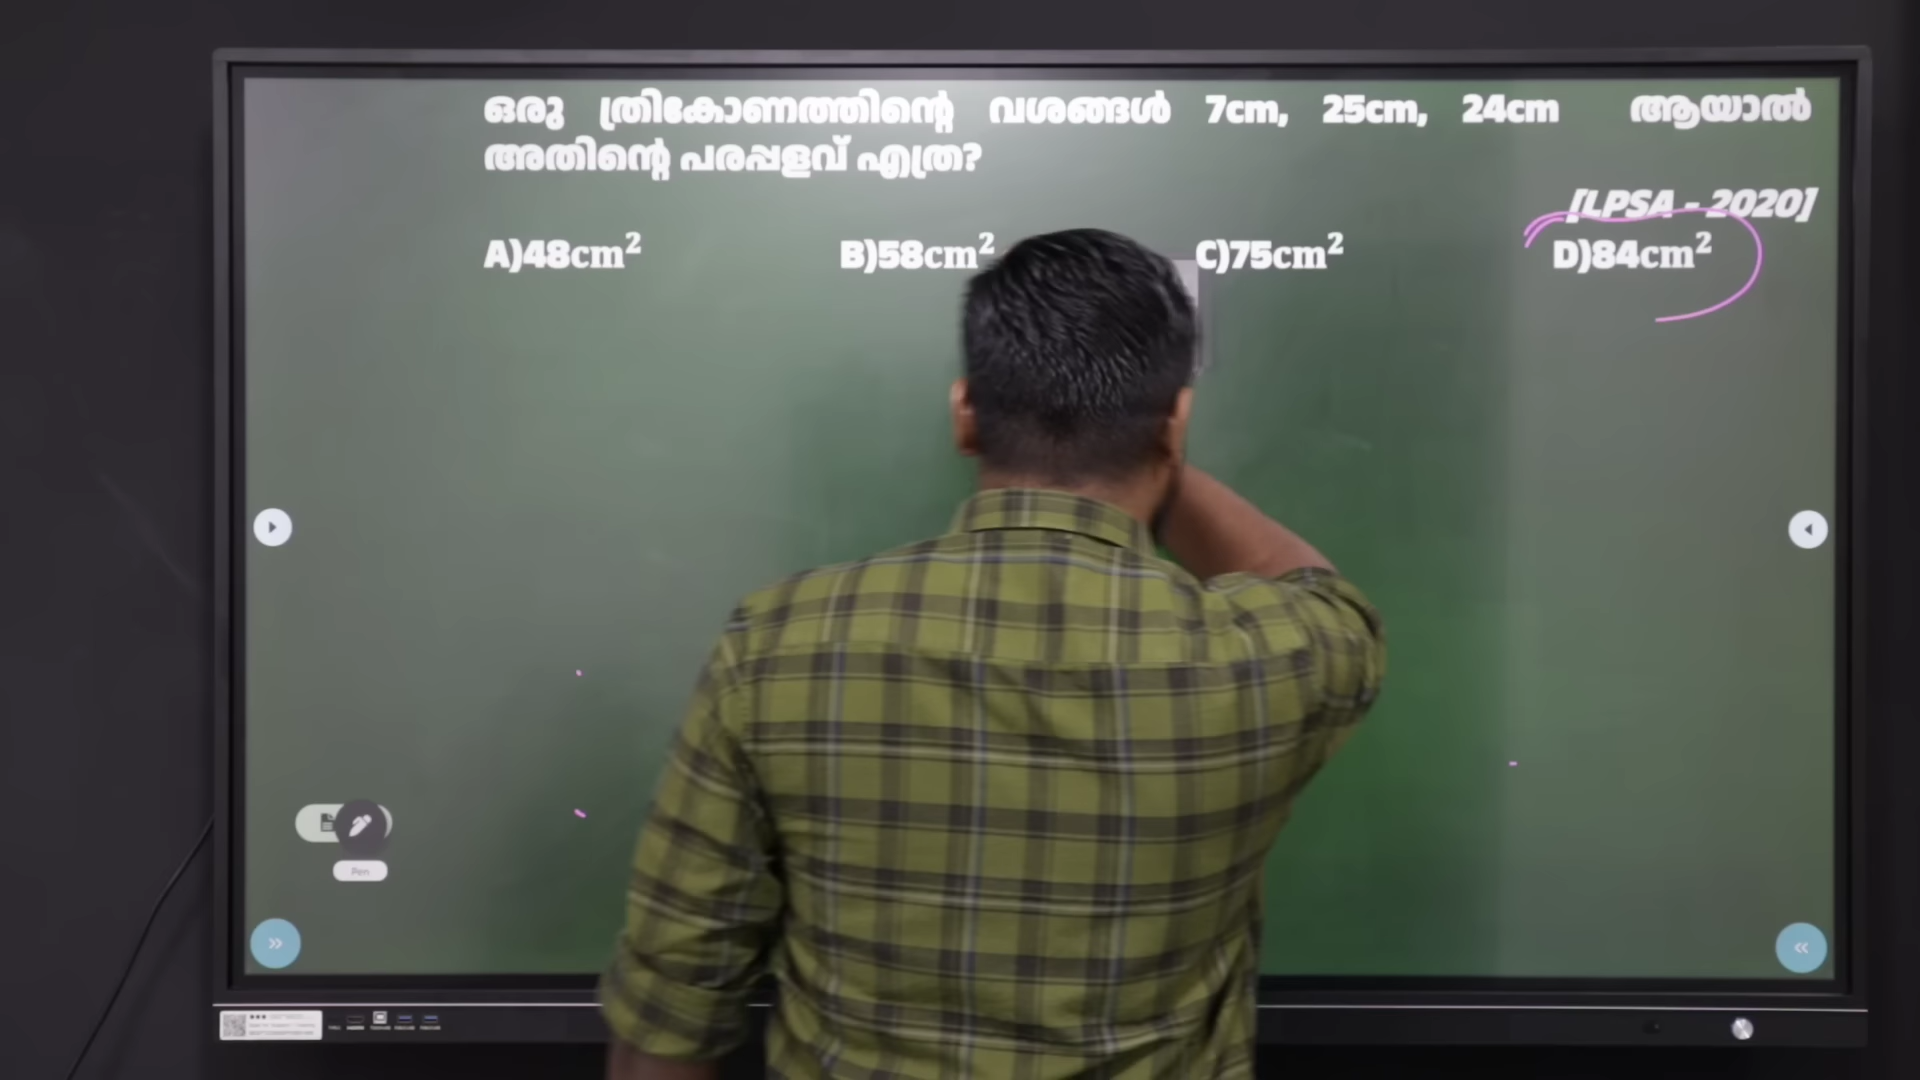 ഒരു ത്രികോണത്തിന്റെ വശങ്ങൾ 7cm, 25cm, 24cm ആയാൽ
അതിന്റെ പരപ്പളവ് എത്ര?
[LPSA - 2020]
A)48cm² B)58cm² C)75cm² D)84cm²
Pen